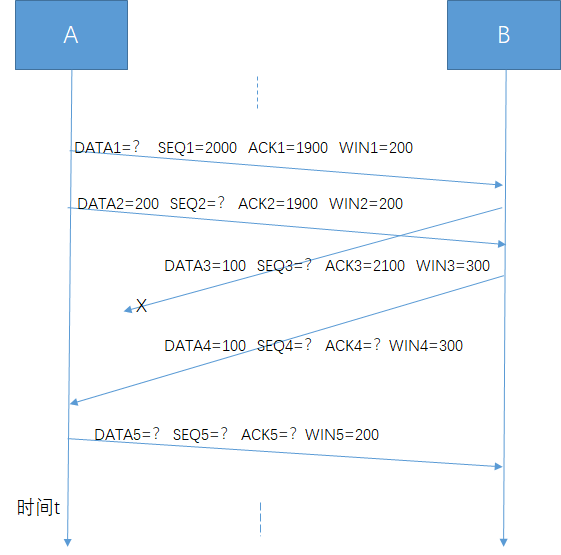 A
B
DATA1=？ SEQ1=2000 ACK1=1900 WIN1=200
DATA2=200 SEQ2=？ ACK2=1900 WIN2=200
DATA3=100 SEQ3=？ ACK3=2100 WIN3=300
X
DATA4=100 SEQ4=？ ACK4=？WIN4=300
DATA5=？ SEQ5=？ ACK5=？WIN5=200
时间t